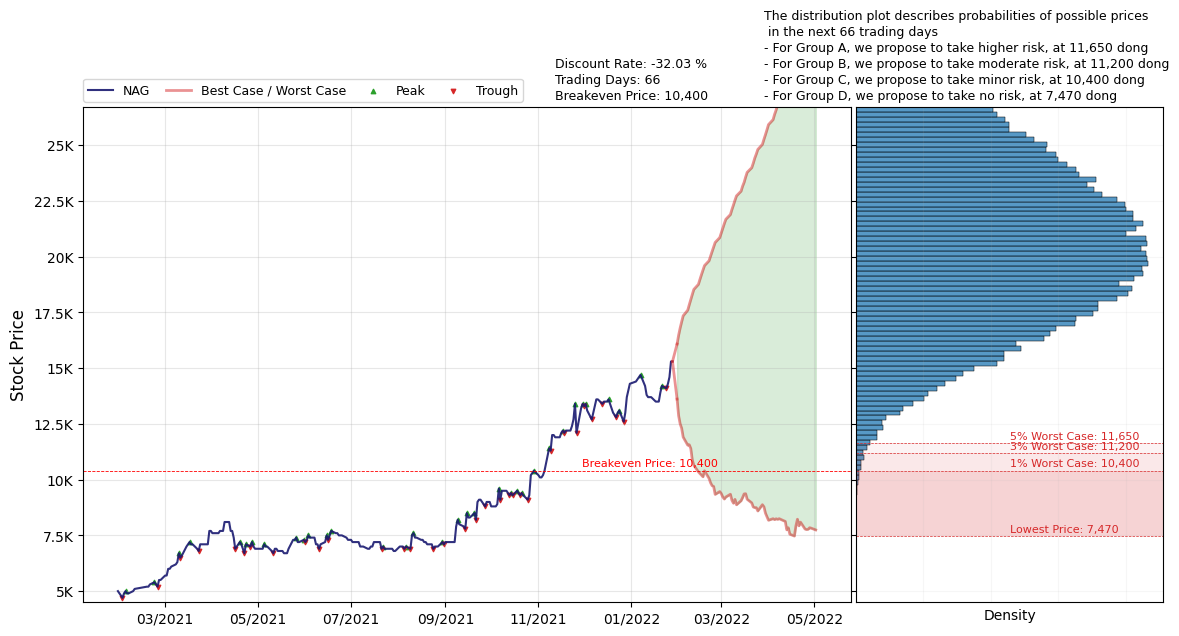 The distribution plot describes probabilities of possible prices
in the next 66 trading days
- For Group A, we propose to take higher risk, at 11,650 dong
- For Group B, we propose to take moderate risk, at 11,200 dong
- For Group C, we propose to take minor risk, at 10,400 dong
- For Group D, we propose to take no risk, at 7,470 dong
Discount Rate: -32.03 %
Trading Days: 66
Breakeven Price: 10,400
NAG
Best Case / Worst Case
Peak
Trough
Stock Price
25K
22.5K
20K
17.5K
15K
12.5K
10K
7.5K
5K
Breakeven Price: 10,400
03/2021
05/2021
07/2021
09/2021
11/2021
01/2022
03/2022
05/2022
5% Worst Case: 11,650
3% Worst Case: 11,200
1% Worst Case: 10,400
Lowest Price: 7,470
Density